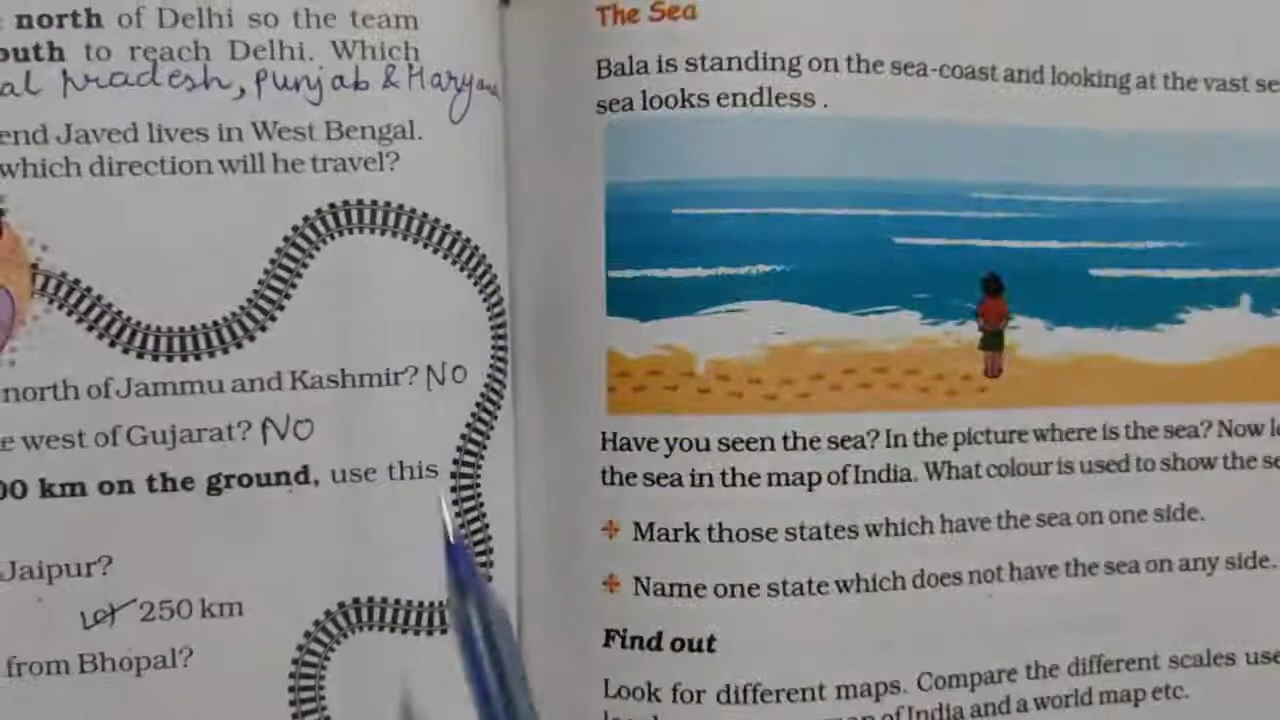 north of Delhi so the team
outh to reach Delhi. Which
al pradesh, punjab & Haryana
end Javed lives in West Bengal.
which direction will he travel?
north of Jammu and Kashmir? NO
e west of Gujarat? NO
00 km on the ground, use this
Jaipur?
250 km
from Bhopal?
The Sea
Bala is standing on the sea-coast and looking at the vast se
sea looks endless.
Have you seen the sea? In the picture where is the sea? Now l
the sea in the map of India. What colour is used to show the se
Mark those states which have the sea on one side.
Name one state which does not have the sea on any side.
Find out
Look for different maps. Compare the different scales use
of India and a world map etc.